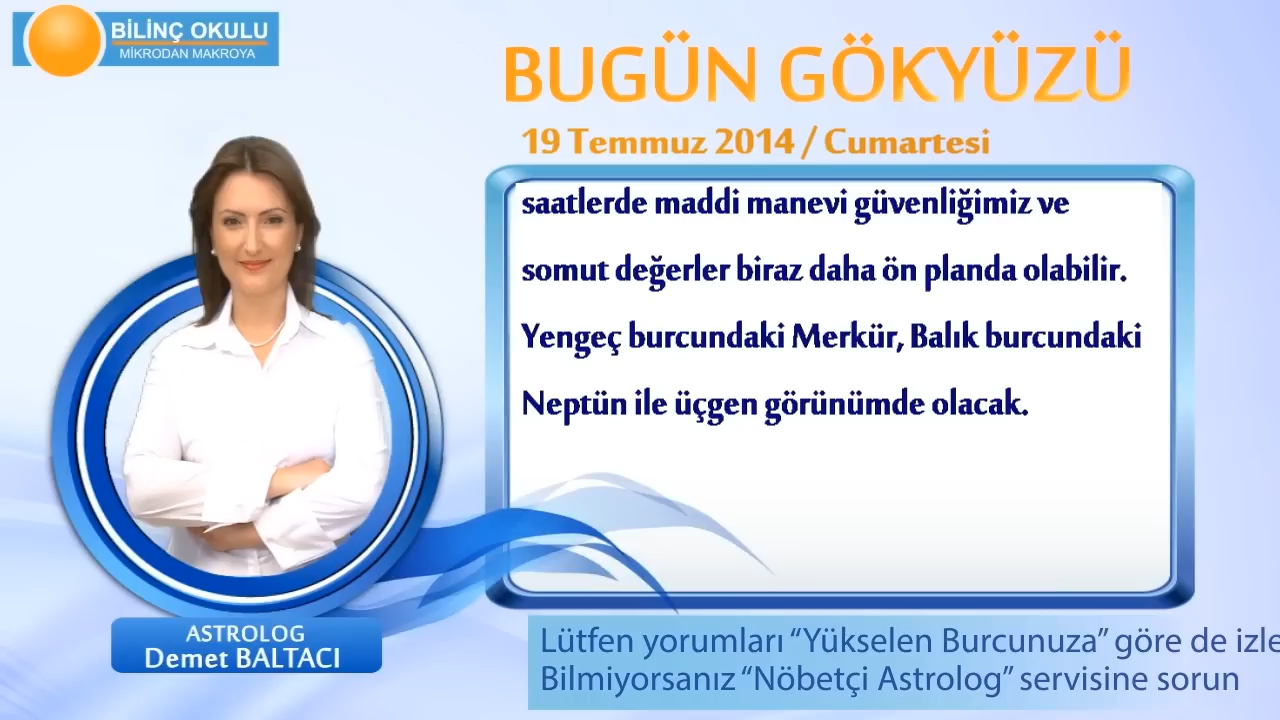 BİLİNÇ OKULU
MİKRODAN MAKROYA
BUGÜN GÖKYÜZÜ
19 Temmuz 2014 / Cumartesi
saatlerde maddi manevi güvenliğimiz ve
somut değerler biraz daha ön planda olabilir.
Yengeç burcundaki Merkür, Balık burcundaki
Neptün ile üçgen görünümde olacak.
ASTROLOG
Demet BALTACI
Lütfen yorumları “Yükselen Burcunuza” göre de izle
Bilmiyorsanız “Nöbetçi Astrolog” servisine sorun